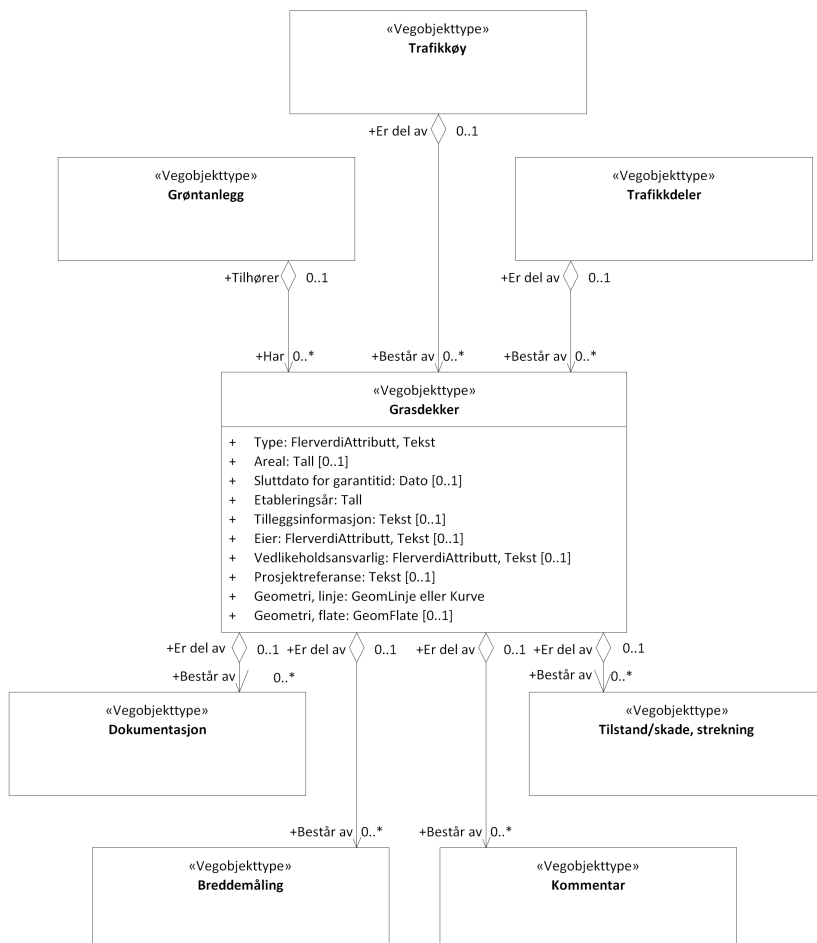 «Vegobjekttype»
Trafikkøy
+Er del av 0..1
«Vegobjekttype»
Grøntanlegg
«Vegobjekttype»
Trafikkdeler
+Tilhører 0..1
+Er del av 0..1
+Har 0..*
+Består av 0..*
+Består av 0..*
«Vegobjekttype»
Grasdekker
+ Type: FlerverdiAttributt, Tekst
+ Areal: Tall [0..1]
+ Sluttdato for garantitid: Dato [0..1]
+ Etableringsår: Tall
+ Tilleggsinformasjon: Tekst [0..1]
+ Eier: FlerverdiAttributt, Tekst [0..1]
+ Vedlikeholdsansvarlig: FlerverdiAttributt, Tekst [0..1]
+ Prosjektreferanse: Tekst [0..1]
+ Geometri, linje: GeomLinje eller Kurve
+ Geometri, flate: GeomFlate [0..1]
+Er del av 0..1 +Er del av 0..1 +Er del av 0..1 +Er del av 0..1
+Består av 0..*
+Består av 0..*
«Vegobjekttype»
Dokumentasjon
«Vegobjekttype»
Tilstand/skade, strekning
+Består av 0..*
+Består av 0..*
«Vegobjekttype»
Breddemåling
«Vegobjekttype»
Kommentar